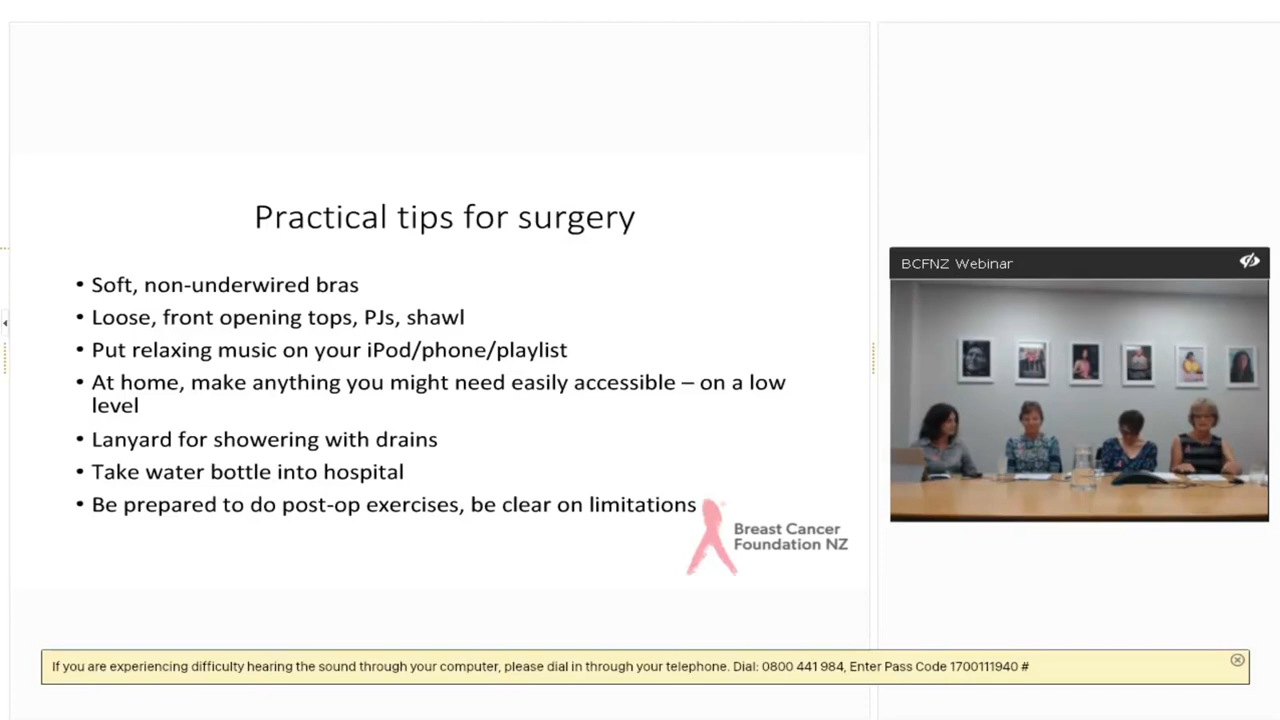 Practical tips for surgery
• Soft, non-underwired bras
• Loose, front opening tops, PJs, shawl
• Put relaxing music on your iPod/phone/playlist
• At home, make anything you might need easily accessible – on a low
level
• Lanyard for showering with drains
• Take water bottle into hospital
• Be prepared to do post-op exercises, be clear on limitations
Breast Cancer
Foundation NZ
BCFNZ Webinar
If you are experiencing difficulty hearing the sound through your computer, please dial in through your telephone. Dial: 0800 441 984, Enter Pass Code 1700111940 #